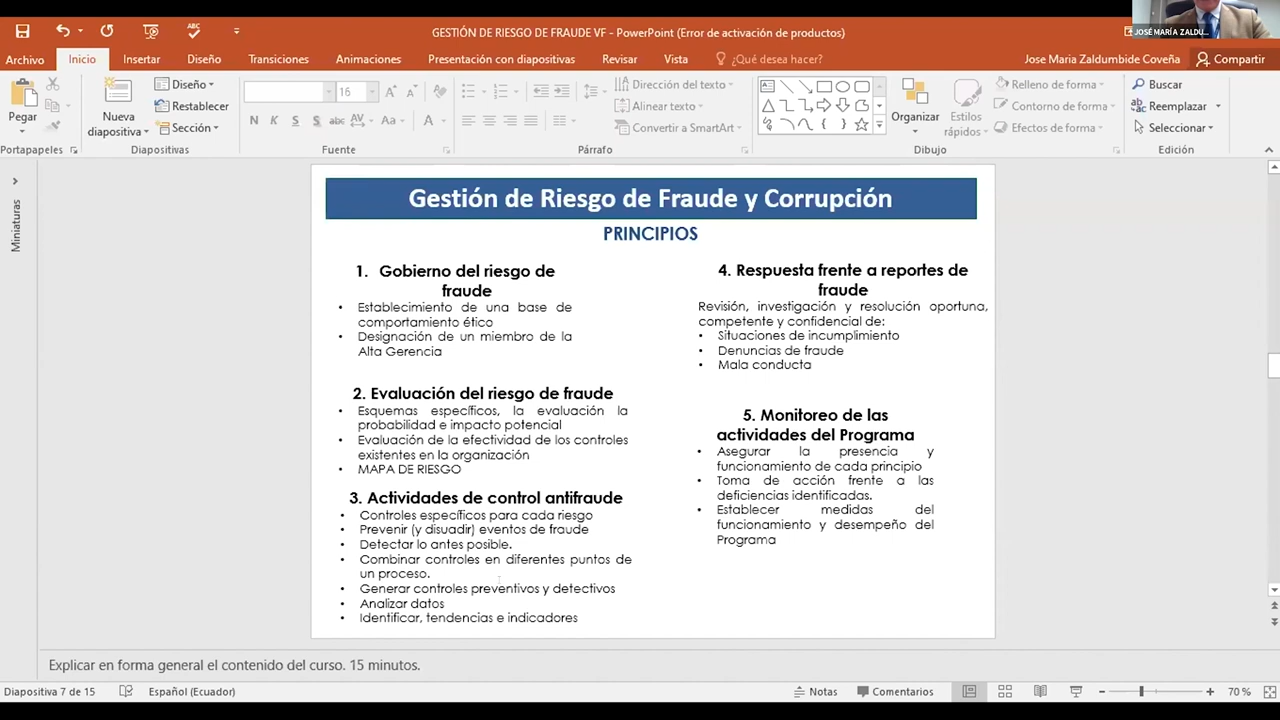 GESTIÓN DE RIESGO DE FRAUDE VF - PowerPoint (Error de activación de productos)
JOSÉ MARÍA ZALDU...
Archivo
Inicio
Insertar
Diseño
Transiciones
Animaciones
Presentación con diapositivas
Revisar
Vista
¿Qué desea hacer?
Jose Maria Zaldumbide Coveña
Compartir
Pegar
Nueva
diapositiva
Diseño
Restablecer
Sección
16
N K S S abc AV Aa A
Dirección del texto
Alinear texto
Convertir a SmartArt
Organizar
Estilos
rápidos
Relleno de forma
Contorno de forma
Efectos de forma
Buscar
Reemplazar
Seleccionar
Portapapeles
Diapositivas
Fuente
Párrafo
Dibujo
Edición
Miniaturas
Gestión de Riesgo de Fraude y Corrupción
PRINCIPIOS
1. Gobierno del riesgo de
fraude
• Establecimiento de una base de
comportamiento ético
• Designación de un miembro de la
Alta Gerencia
2. Evaluación del riesgo de fraude
• Esquemas específicos, la evaluación la
probabilidad e impacto potencial
• Evaluación de la efectividad de los controles
existentes en la organización
• MAPA DE RIESGO
3. Actividades de control antifraude
• Controles específicos para cada riesgo
• Prevenir (y disuadir) eventos de fraude
• Detectar lo antes posible.
• Combinar controles en diferentes puntos de
un proceso.
• Generar controles preventivos y detectivos
• Analizar datos
• Identificar, tendencias e indicadores
4. Respuesta frente a reportes de
fraude
Revisión, investigación y resolución oportuna,
competente y confidencial de:
• Situaciones de incumplimiento
• Denuncias de fraude
• Mala conducta
5. Monitoreo de las
actividades del Programa
• Asegurar la presencia y
funcionamiento de cada principio
• Toma de acción frente a las
deficiencias identificadas.
• Establecer medidas del
funcionamiento y desempeño del
Programa
Explicar en forma general el contenido del curso. 15 minutos.
Diapositiva 7 de 15
Español (Ecuador)
Notas
Comentarios
70 %